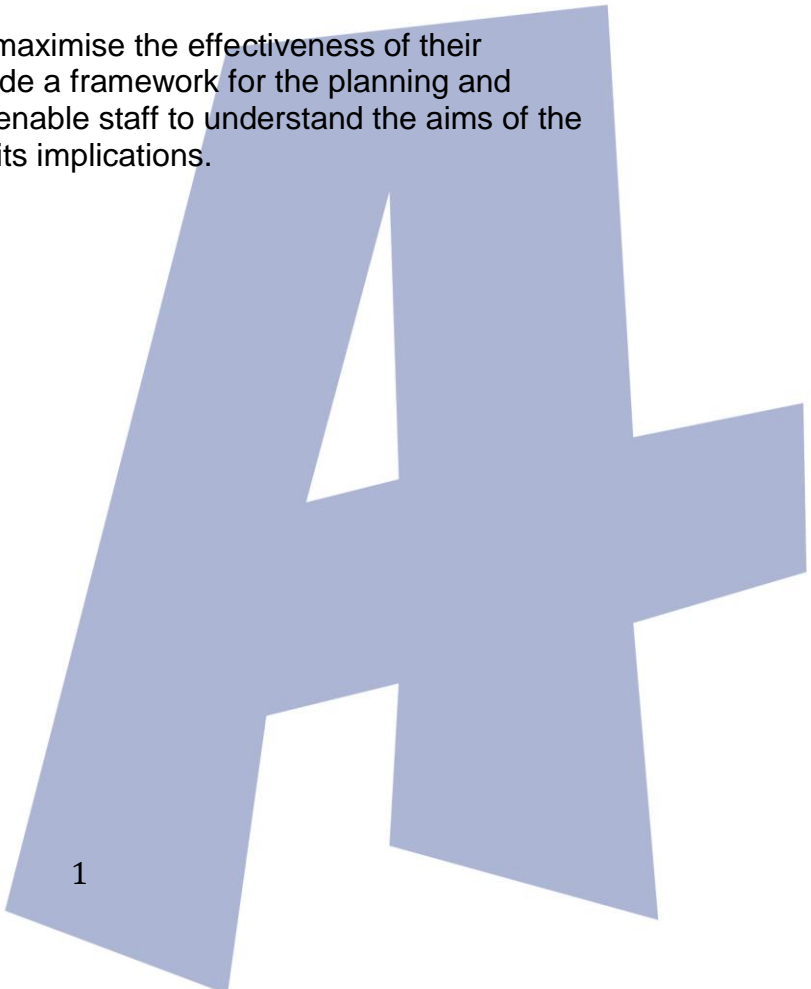 maximise the effectiveness of their
de a framework for the planning and
enable staff to understand the aims of the
its implications.
A
1